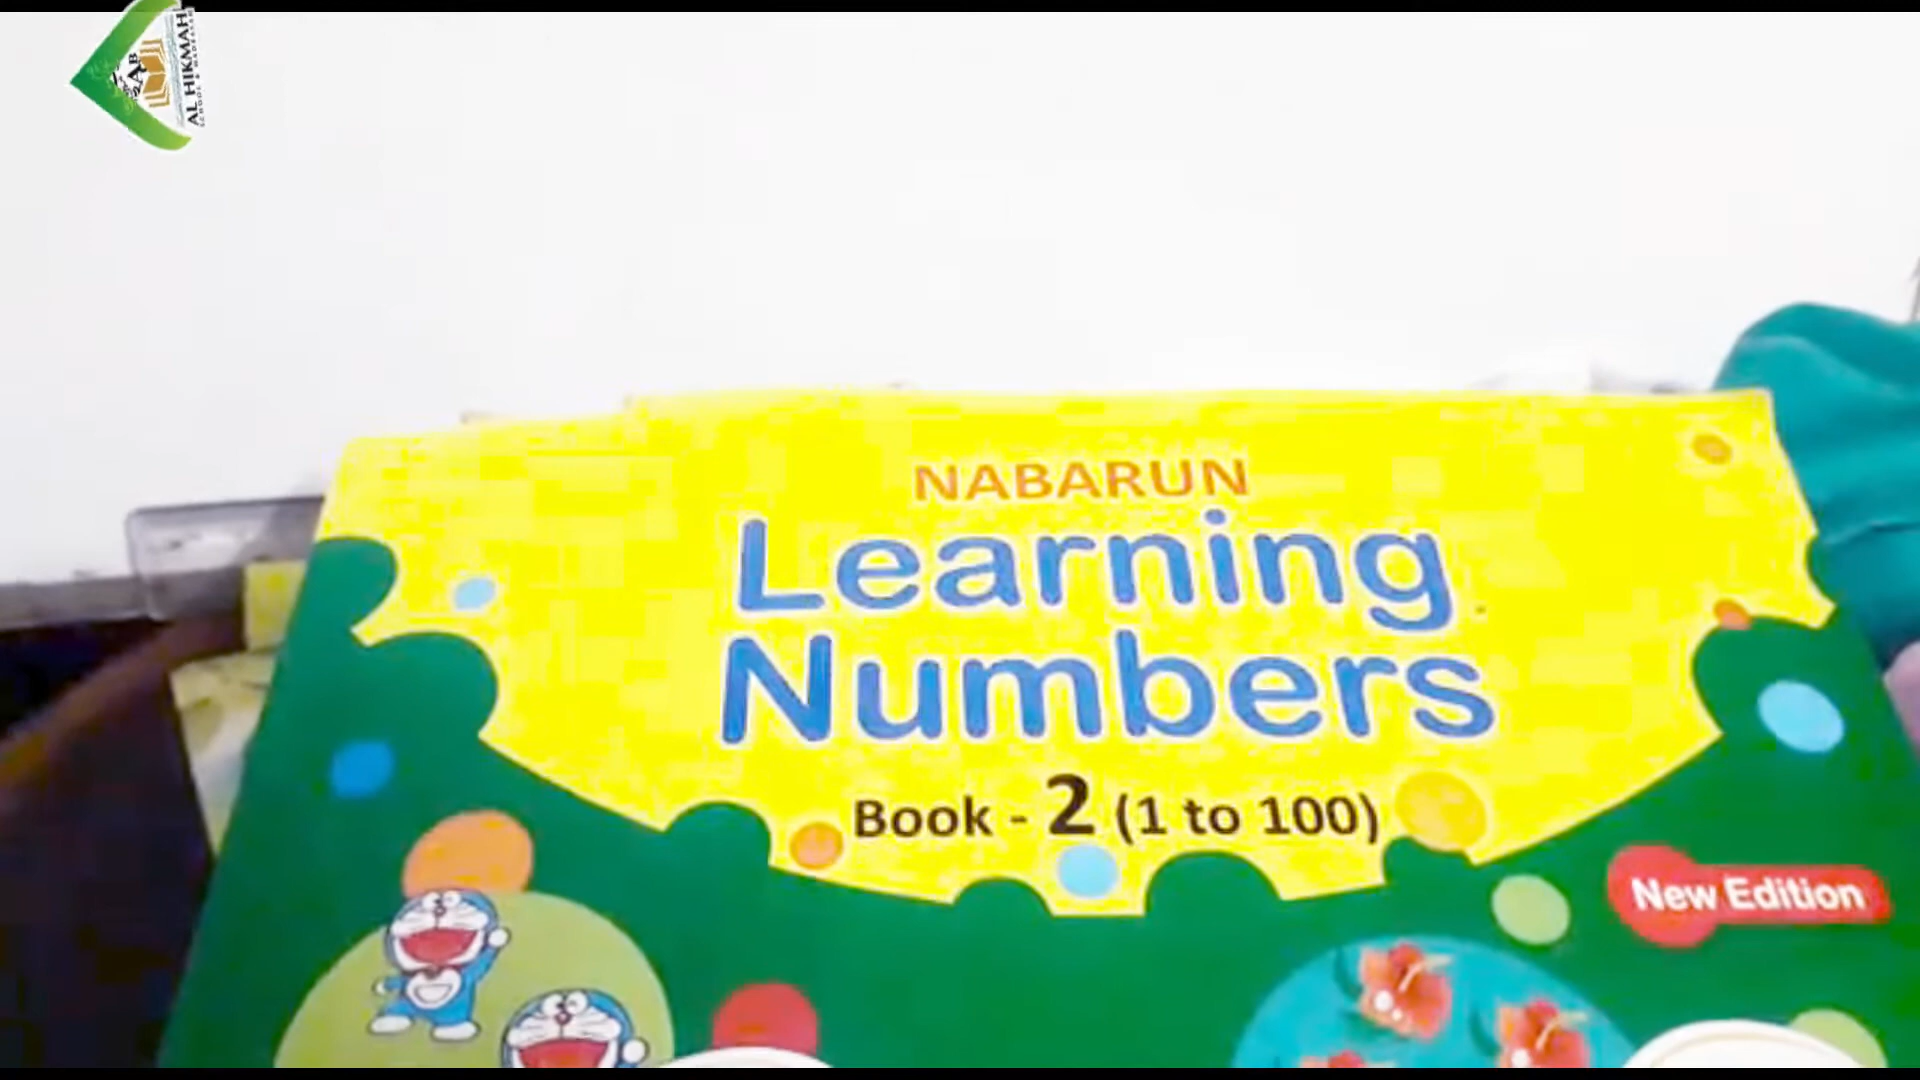 AL HIKMAH
NABARUN
Learning
Numbers
Book - 2 (1 to 100)
New Edition